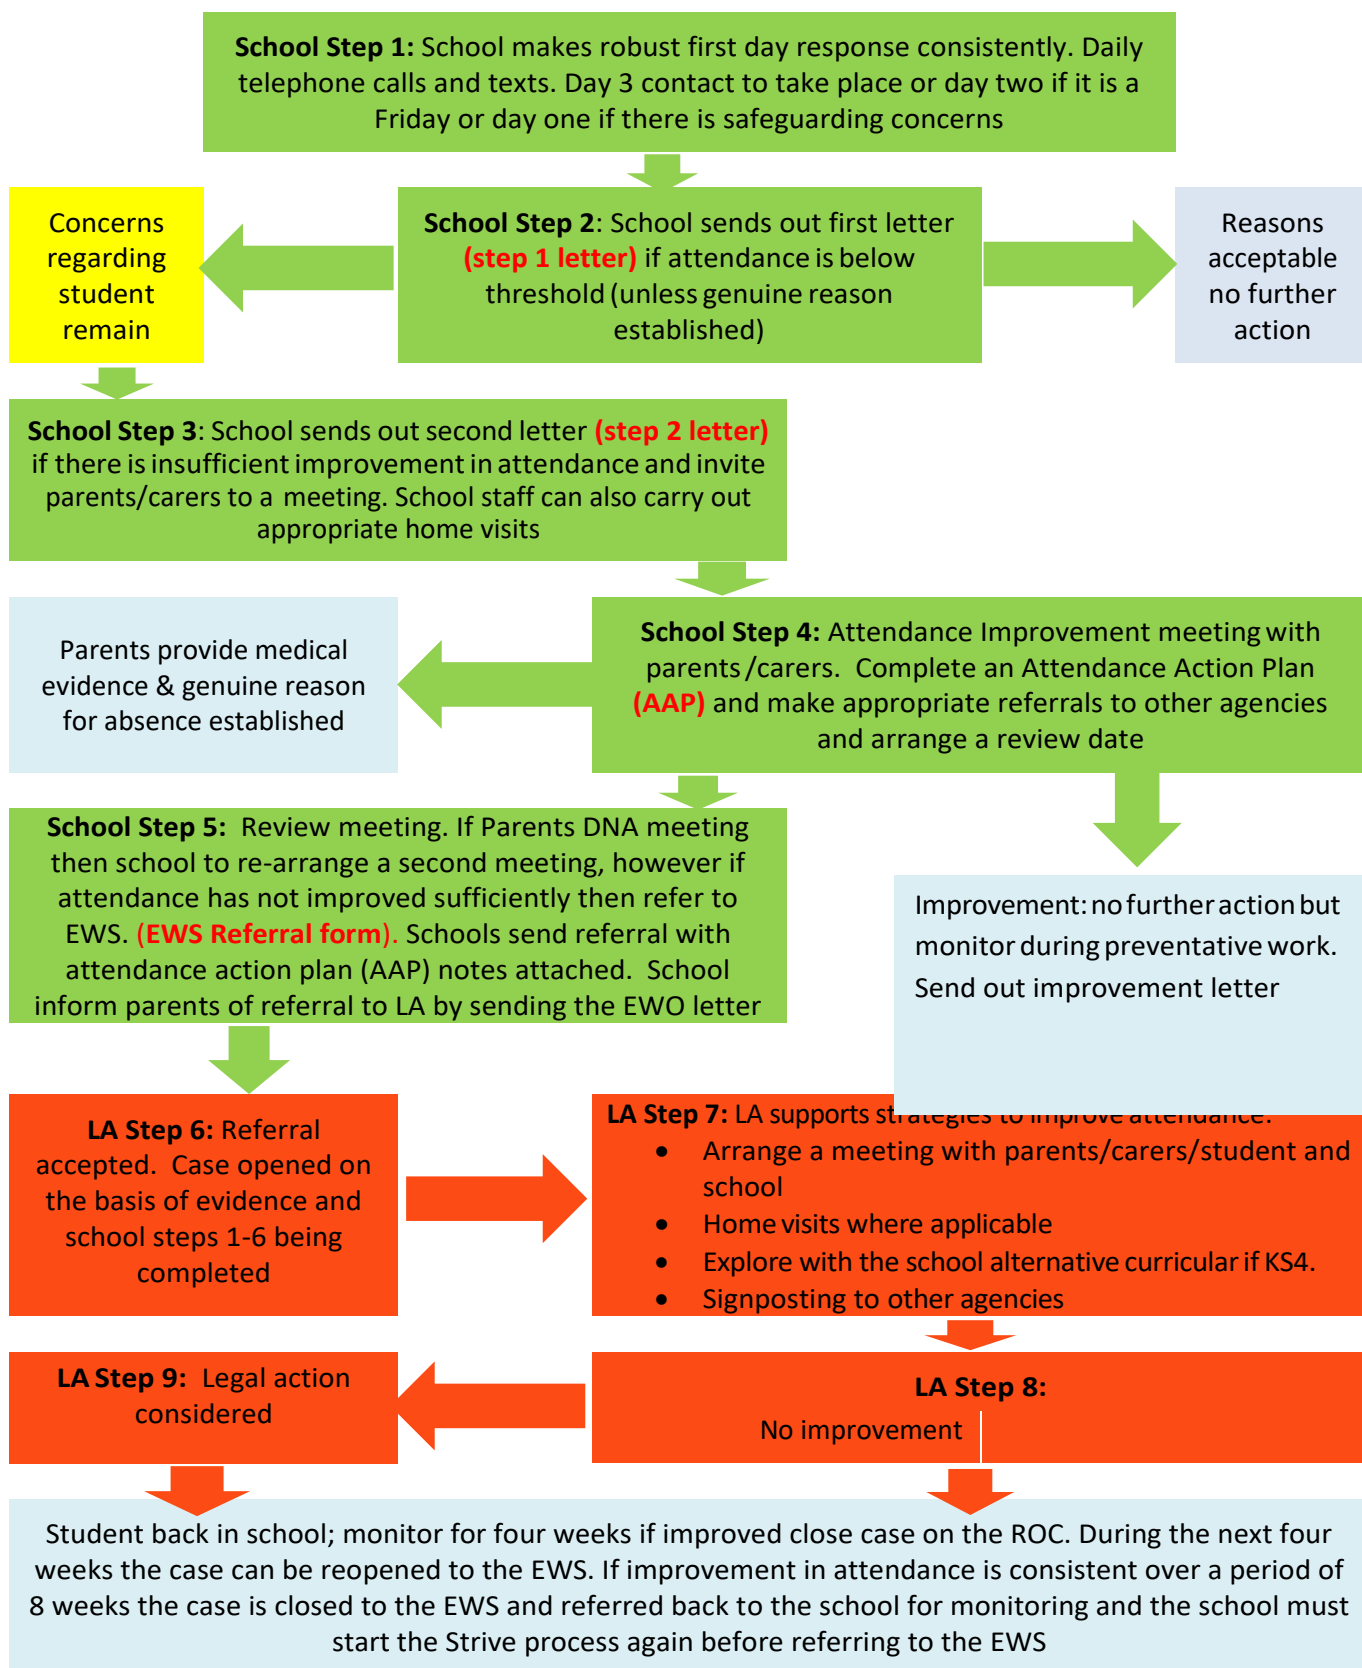 School Step 1: School makes robust first day response consistently. Daily
telephone calls and texts. Day 3 contact to take place or day two if it is a
Friday or day one if there is safeguarding concerns
Concerns
regarding
student
remain
School Step 2: School sends out first letter
(step 1 letter) if attendance is below
threshold (unless genuine reason
established)
Reasons
acceptable
no further
action
School Step 3: School sends out second letter (step 2 letter)
if there is insufficient improvement in attendance and invite
parents/carers to a meeting. School staff can also carry out
appropriate home visits
Parents provide medical
evidence & genuine reason
for absence established
School Step 4: Attendance Improvement meeting with
parents/carers. Complete an Attendance Action Plan
(AAP) and make appropriate referrals to other agencies
and arrange a review date
School Step 5: Review meeting. If Parents DNA meeting
then school to re-arrange a second meeting, however if
attendance has not improved sufficiently then refer to
EWS. (EWS Referral form). Schools send referral with
attendance action plan (AAP) notes attached. School
inform parents of referral to LA by sending the EWO letter
Improvement: no further action but
monitor during preventative work.
Send out improvement letter
LA Step 6: Referral
accepted. Case opened on
the basis of evidence and
school steps 1-6 being
completed
LA Step 7: LA supports strategies to improve attendance.
• Arrange a meeting with parents/carers/student and
school
• Home visits where applicable
• Explore with the school alternative curricular if KS4.
• Signposting to other agencies
LA Step 9: Legal action
considered
LA Step 8:
No improvement
Student back in school; monitor for four weeks if improved close case on the ROC. During the next four
weeks the case can be reopened to the EWS. If improvement in attendance is consistent over a period of
8 weeks the case is closed to the EWS and referred back to the school for monitoring and the school must
start the Strive process again before referring to the EWS